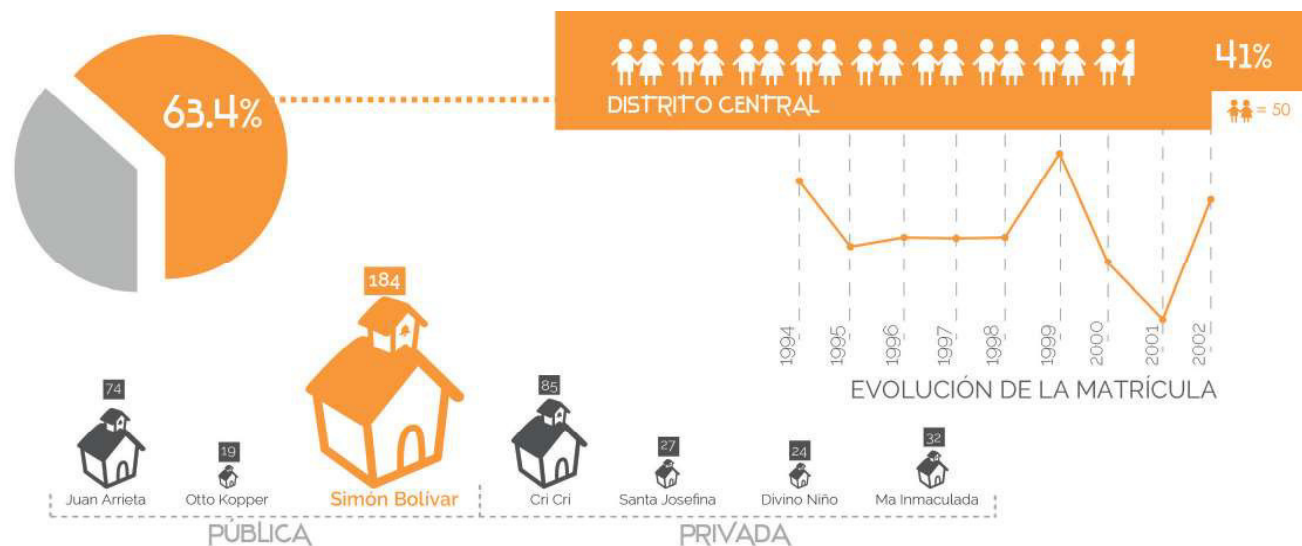 63.4%
41%
DISTRITO CENTRAL
= 50
1994
1995
1996
1997
1998
1999
2000
2001
2002
EVOLUCIÓN DE LA MATRÍCULA
184
74
19
85
27
24
32
Juan Arrieta
Otto Kopper
Simón Bolívar
Cri Cri
Santa Josefina
Divino Niño
Ma Inmaculada
PÚBLICA
PRIVADA